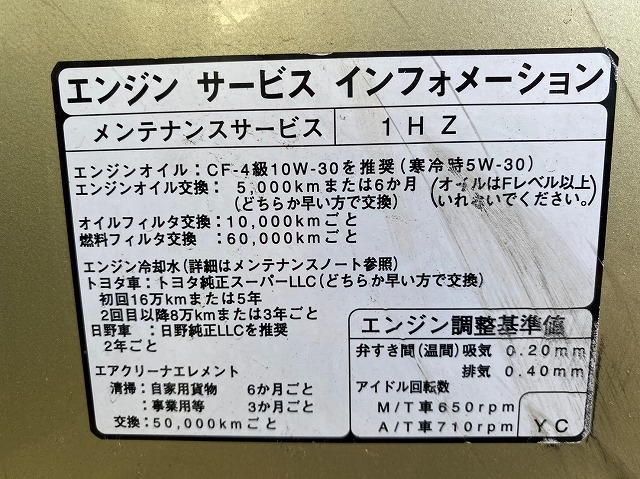 エンジン サービス インフォメーション
メンテナンスサービス 1HZ
エンジンオイル：CF-4級10W-30を推奨(寒冷時5W-30)
エンジンオイル交換：5,000kmまたは6か月(オイルはFレベル以上
(どちらか早い方で交換)いれないでください。)
オイルフィルタ交換：10,000kmごと
燃料フィルタ交換：60,000kmごと
エンジン冷却水(詳細はメンテナンスノート参照)
トヨタ車：トヨタ純正スーパーLLC(どちらか早い方で交換)
初回16万kmまたは5年
2回目以降8万kmまたは3年ごと
日野車：日野純正LLCを推奨
2年ごと
エアクリーナエレメント
清掃：自家用貨物 6か月ごと
：事業用等 3か月ごと
交換：50,000kmごと
エンジン調整基準値
弁すき間(温間)吸気 0.20mm
排気 0.40mm
アイドル回転数
M/T車650rpm
A/T車710rpm
YC